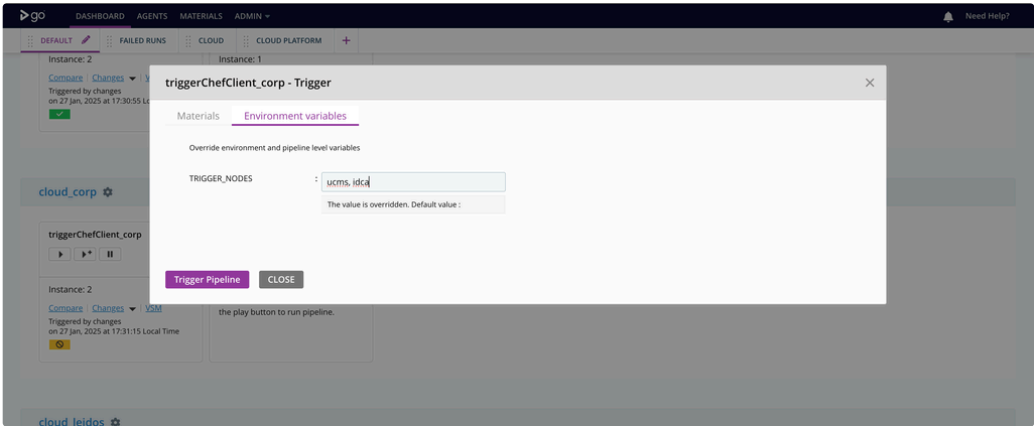 go DASHBOARD AGENTS MATERIALS ADMIN Need Help?
DEFAULT FAILED RUNS CLOUD CLOUD PLATFORM +
Instance: 2 Instance: 1
Compare Changes
Triggered by changes
on 27 Jan, 2025 at 17:30:55
triggerChefClient_corp - Trigger
Materials Environment variables
Override environment and pipeline level variables
TRIGGER_NODES : ucms, idca
The value is overridden. Default value :
Trigger Pipeline CLOSE
cloud_corp
triggerChefClient_corp
Instance: 2
Compare Changes VSM
Triggered by changes
on 27 Jan, 2025 at 17:31:15 Local Time
the play button to run pipeline.
cloud_leidos